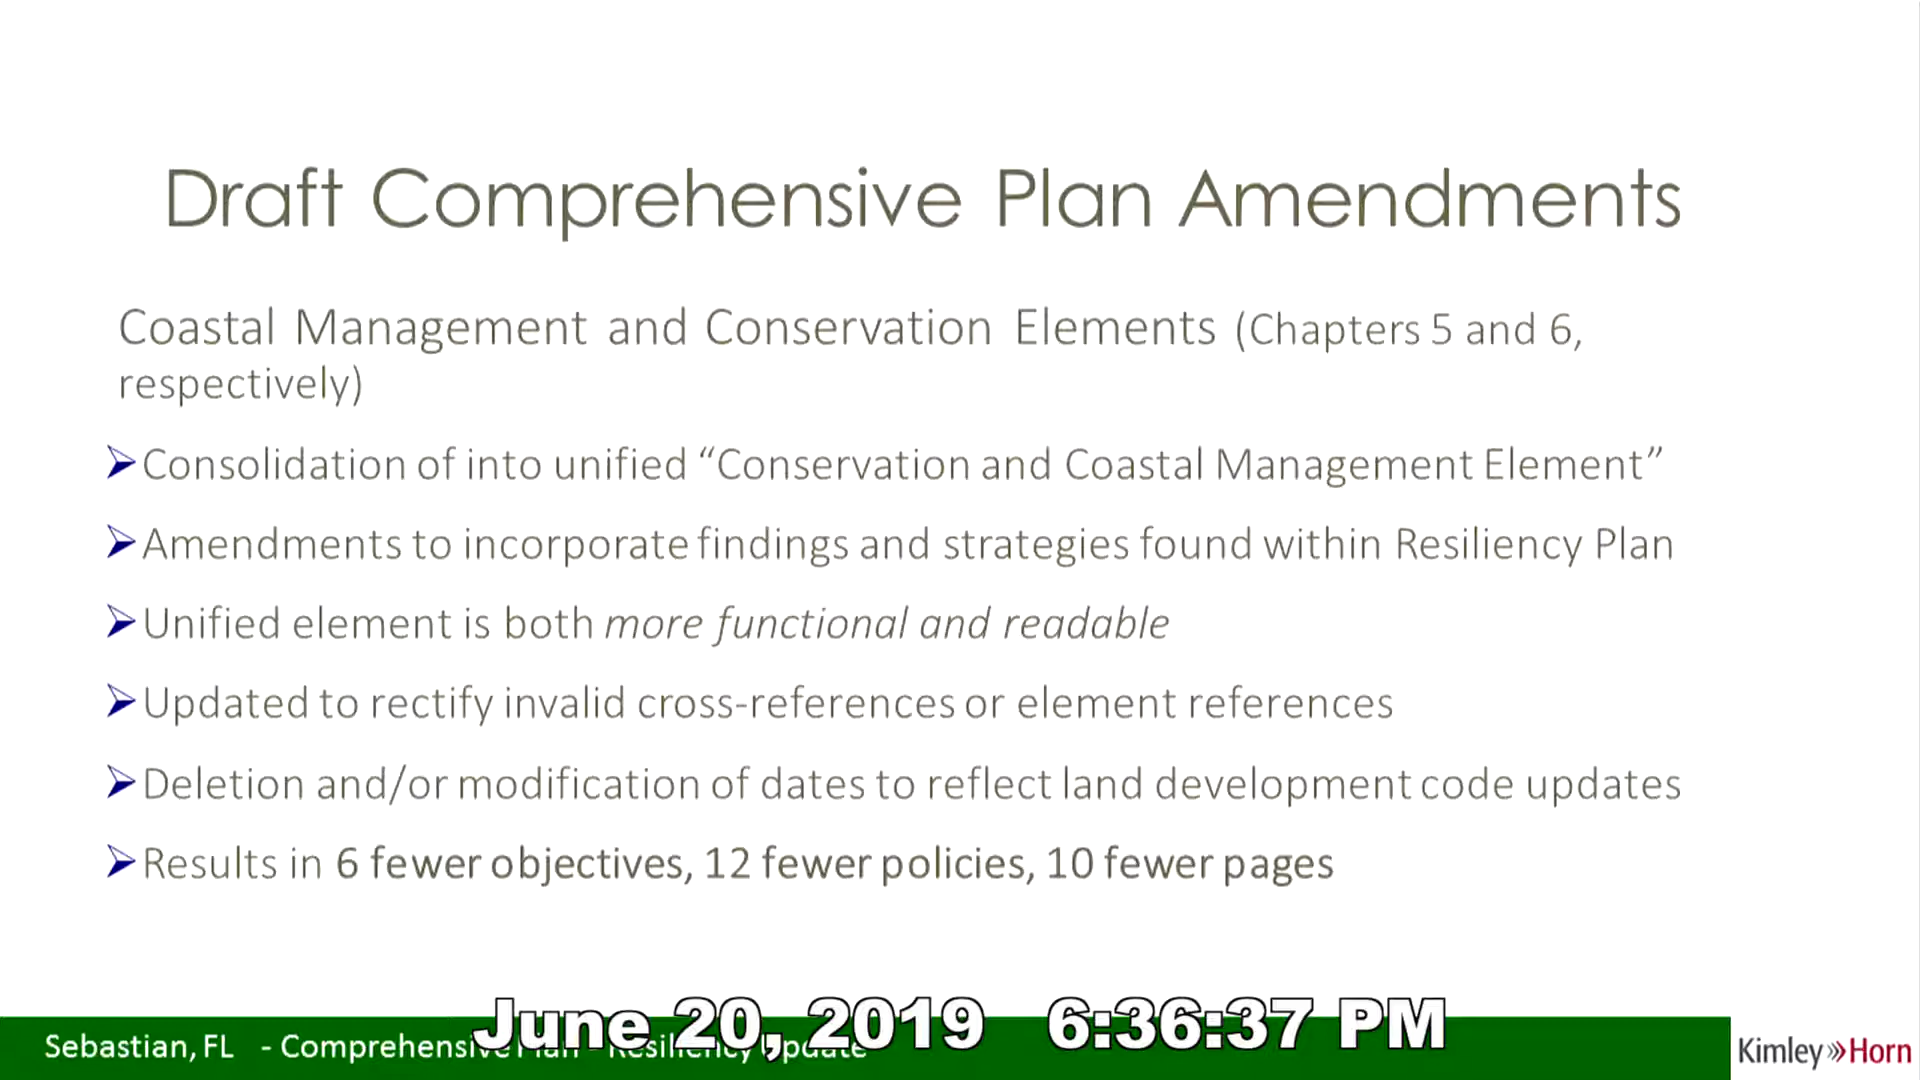 Draft Comprehensive Plan Amendments
Coastal Management and Conservation Elements (Chapters 5 and 6,
respectively)
Consolidation of into unified “Conservation and Coastal Management Element”
Amendments to incorporate findings and strategies found within Resiliency Plan
Unified element is both more functional and readable
Updated to rectify invalid cross-references or element references
Deletion and/or modification of dates to reflect land development code updates
Results in 6 fewer objectives, 12 fewer policies, 10 fewer pages
June 20, 2019 6:36:37 PM
Sebastian, FL - Comprehensive Plan - Resiliency Update
Kimley»Horn